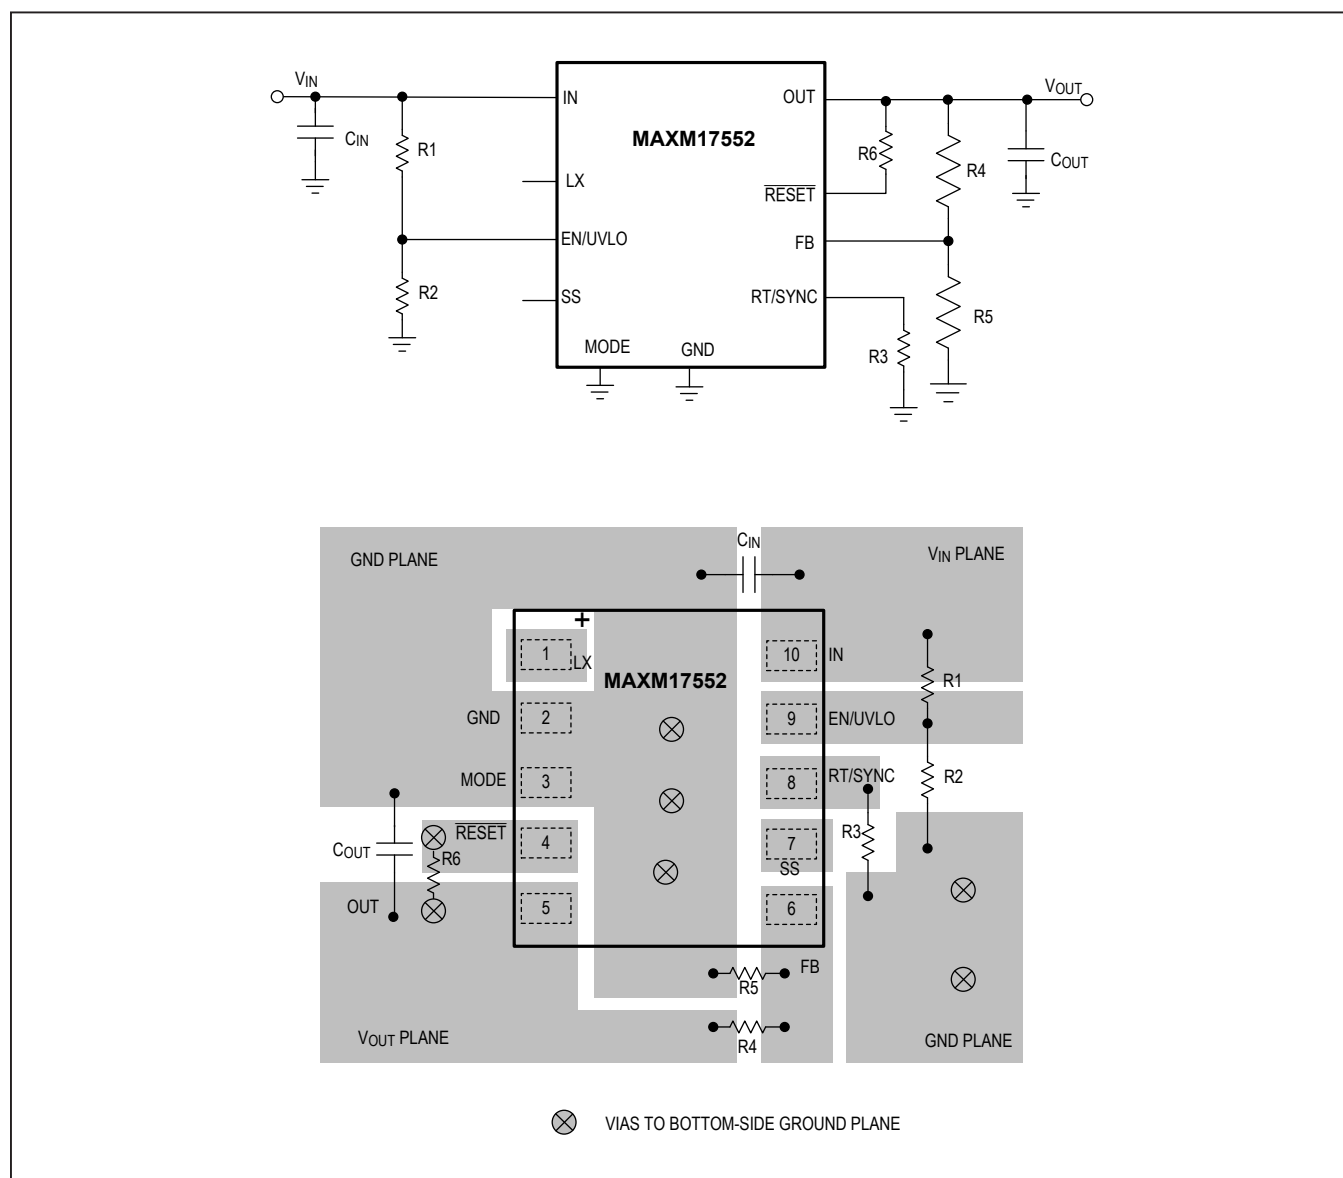 VIN
CIN
R1
R2
IN
LX
EN/UVLO
SS
MODE
GND
MAXM17552
OUT
RESET
FB
RT/SYNC
R6
R4
R5
R3
VOUT
COUT
GND PLANE
CIN
VIN PLANE
+
1
LX
MAXM17552
10
IN
R1
GND
2
9
EN/UVLO
MODE
3
8
RT/SYNC
R2
COUT
R6
RESET
4
7
SS
R3
OUT
5
6
FB
R5
R4
VOUT PLANE
GND PLANE
VIAS TO BOTTOM-SIDE GROUND PLANE